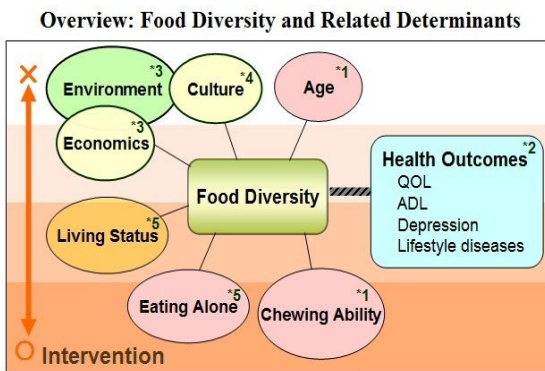 Overview: Food Diversity and Related Determinants
×
Environment *3
Culture *4
Age *1
Economics *3
Food Diversity
Health Outcomes *2
QOL
ADL
Depression
Lifestyle diseases
Living Status *5
Eating Alone *5
Chewing Ability *1
○ Intervention